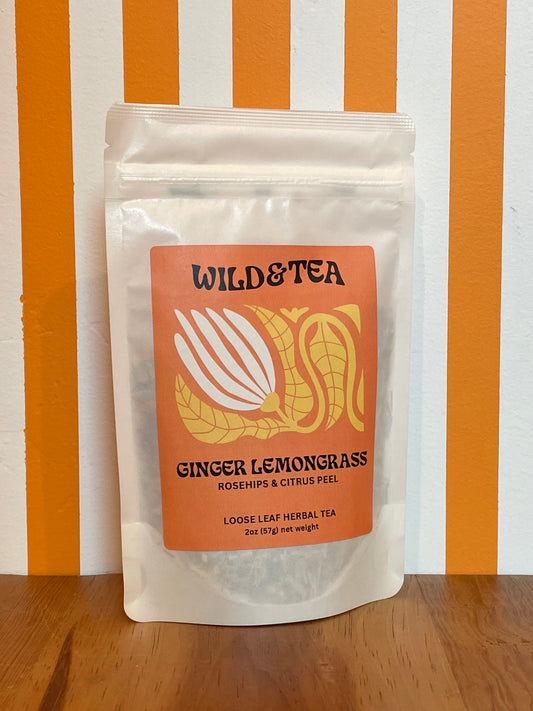 WILD&TEA
GINGER LEMONGRASS
ROSEHIPS & CITRUS PEEL
LOOSE LEAF HERBAL TEA
2oz (57g) net weight